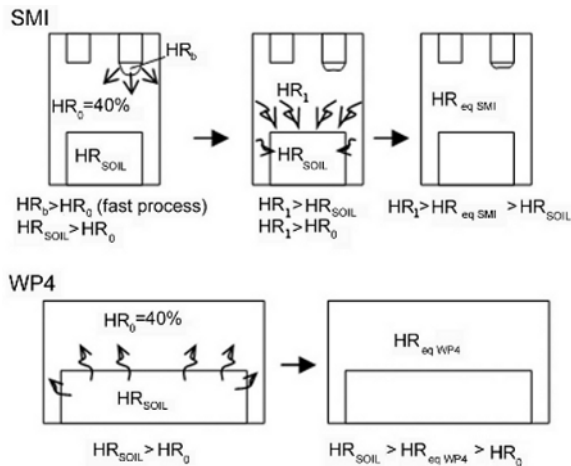 SMI
HR_b
HR_0=40%
HR_SOIL
HR_b>HR_0 (fast process)
HR_SOIL>HR_0
HR_1
HR_SOIL
HR_1>HR_SOIL
HR_1>HR_0
HR_eq SMI
HR_1>HR_eq SMI >HR_SOIL
WP4
HR_0=40%
HR_SOIL
HR_SOIL>HR_0
HR_eq WP4
HR_SOIL>HR_eq WP4 >HR_0